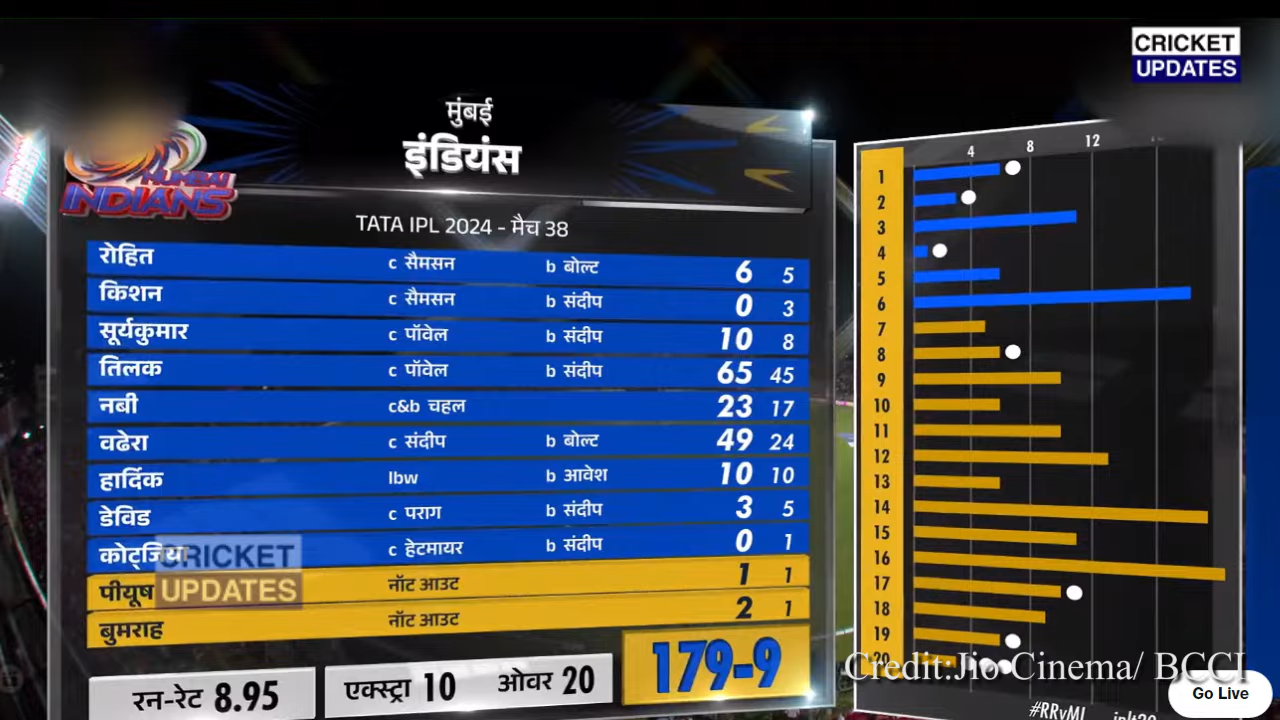 CRICKET
UPDATES
मुंबई
इंडियंस
MUMBAI
INDIANS
TATA IPL 2024 - मैच 38
रोहित c सैमसन b बोल्ट 6 5
किशन c सैमसन b संदीप 0 3
सूर्यकुमार c पॉवेल b संदीप 10 8
तिलक c पॉवेल b संदीप 65 45
नबी c&b चहल 23 17
वढेरा c संदीप b बोल्ट 49 24
हार्दिक lbw b आवेश 10 10
डेविड c पराग b संदीप 3 5
कोट्जिया c हेटमायर b संदीप 0 1
पीयूष नॉट आउट 1 1
बुमराह नॉट आउट 2 1
CRICKET
UPDATES
रन-रेट 8.95 एक्स्ट्रा 10 ओवर 20 179-9
4 8 12
1
2
3
4
5
6
7
8
9
10
11
12
13
14
15
16
17
18
19
20
Credit:Jio Cinema/ BCCI
Go Live
#RRvMI